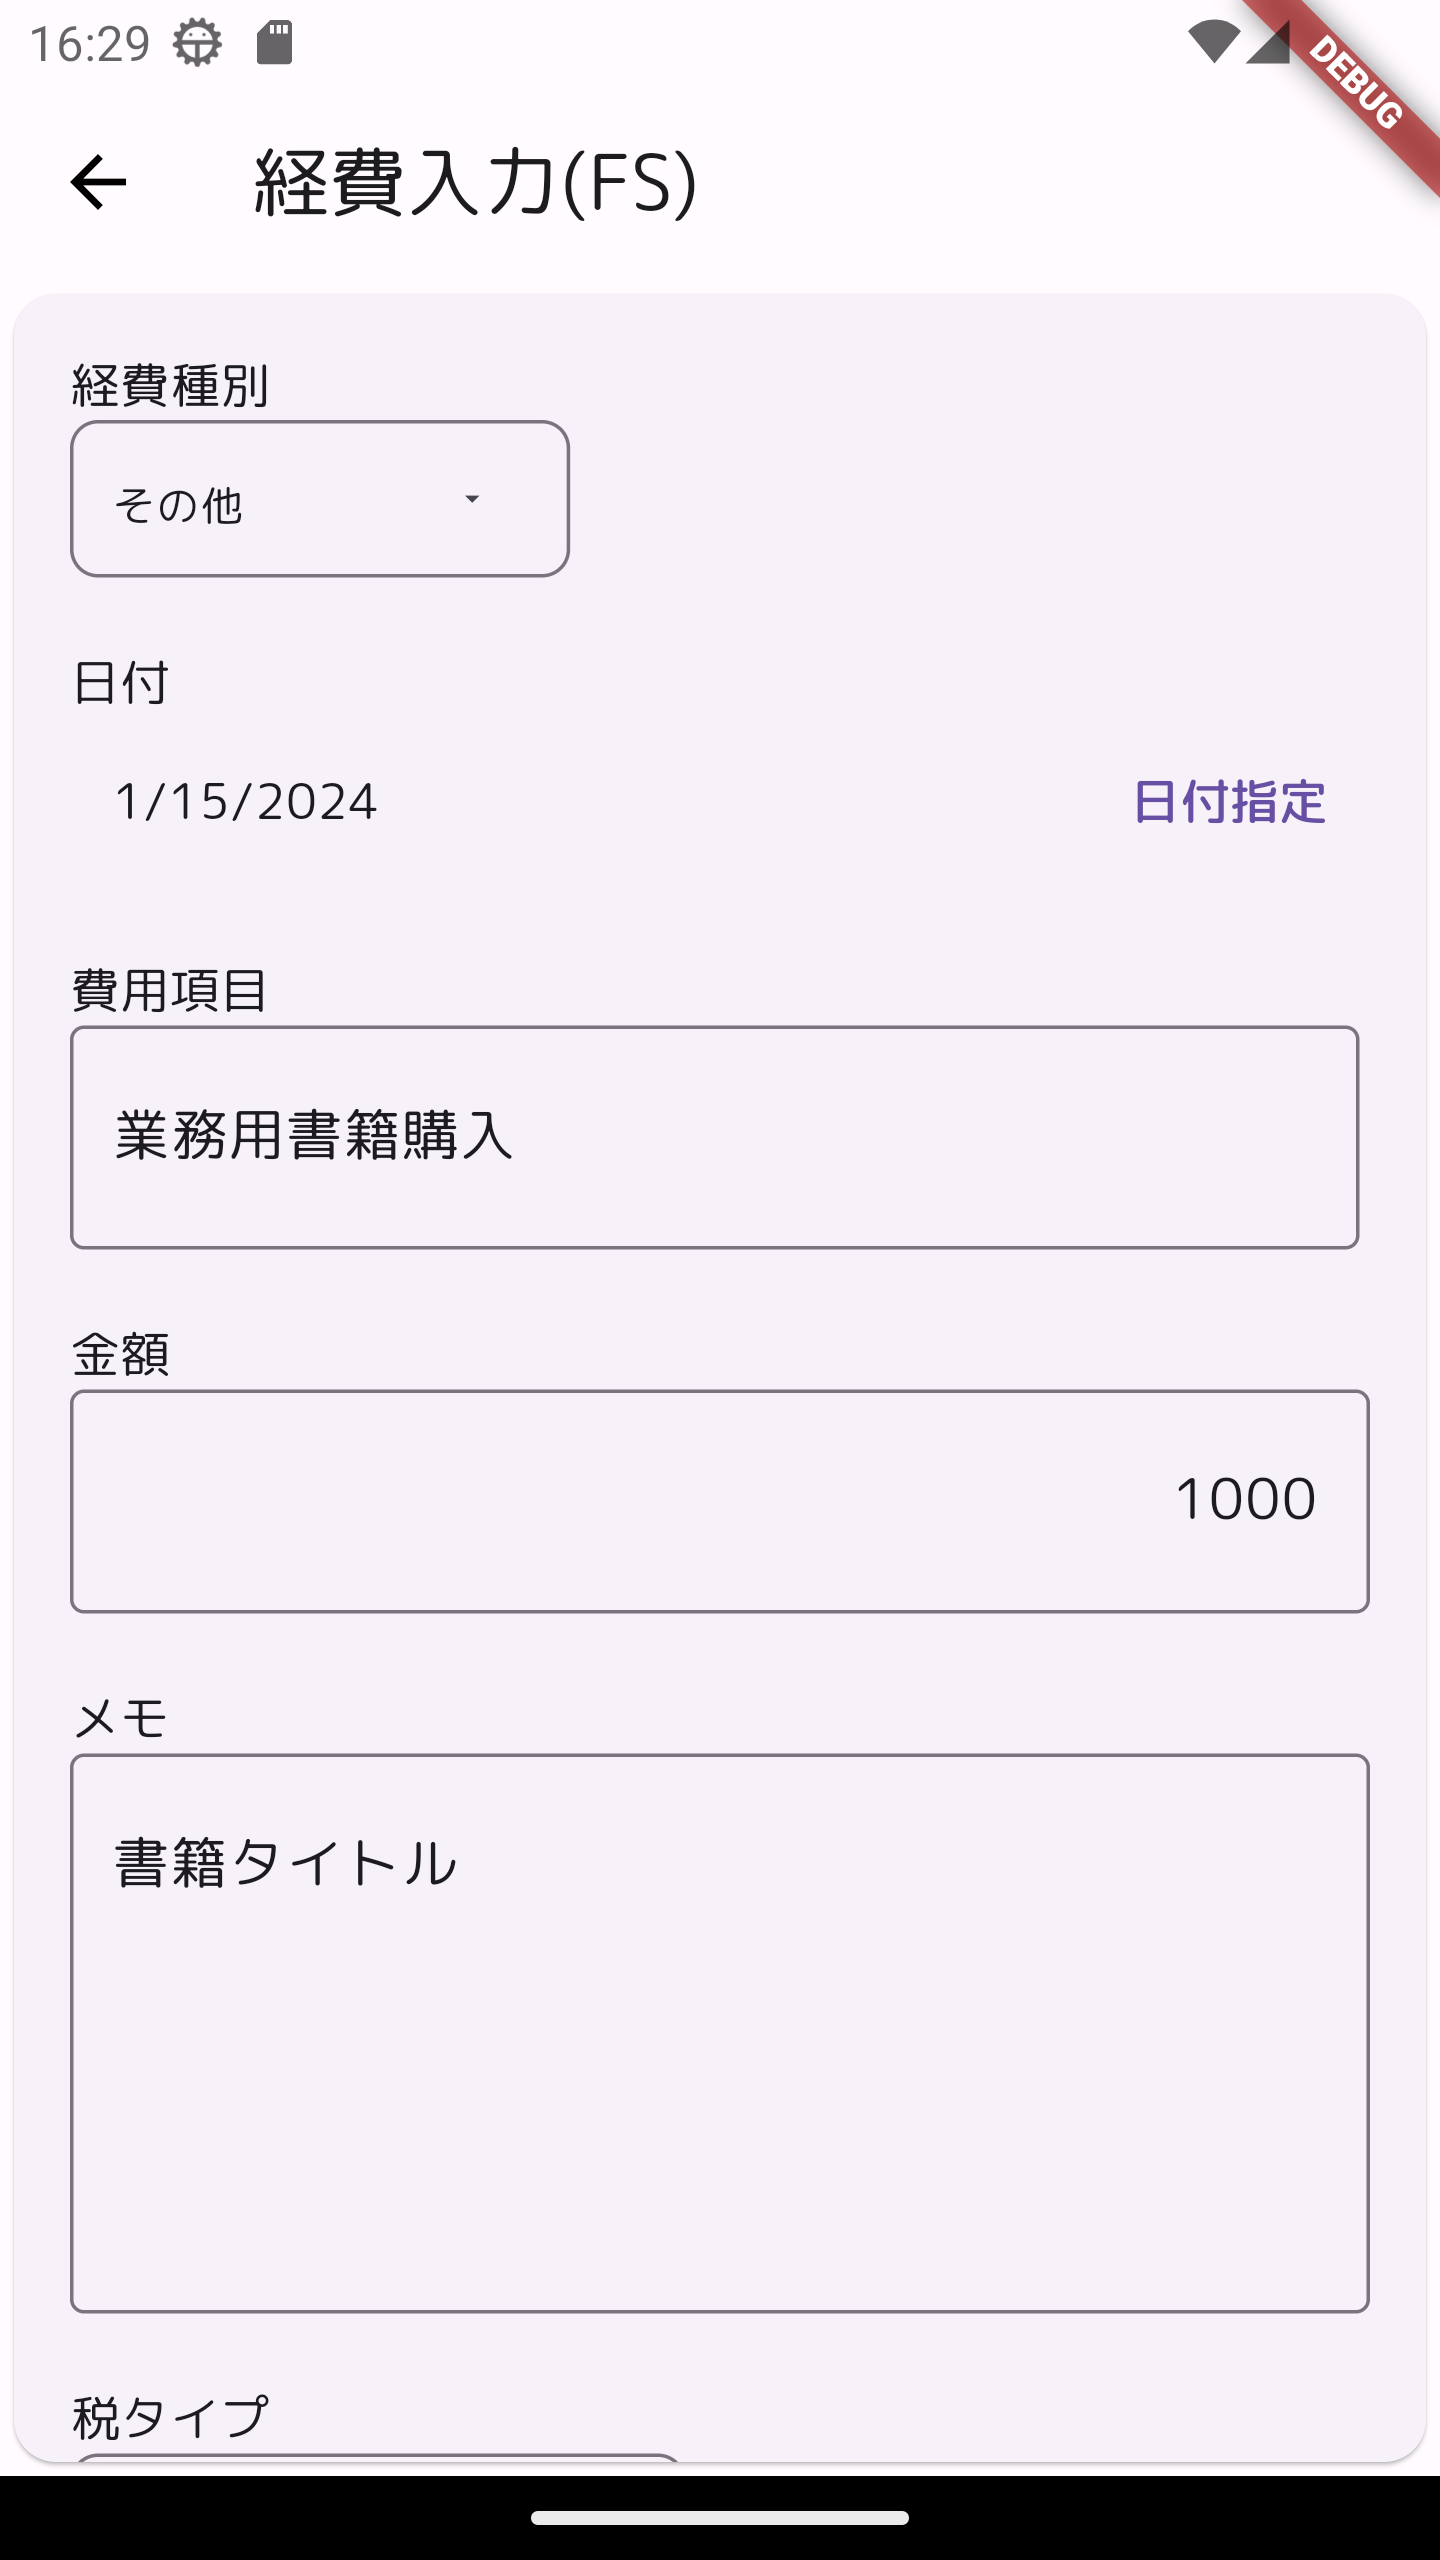 16:29
DEBUG
経費入力(FS)
経費種別
その他
日付
1/15/2024
日付指定
費用項目
業務用書籍購入
金額
1000
メモ
書籍タイトル
税タイプ